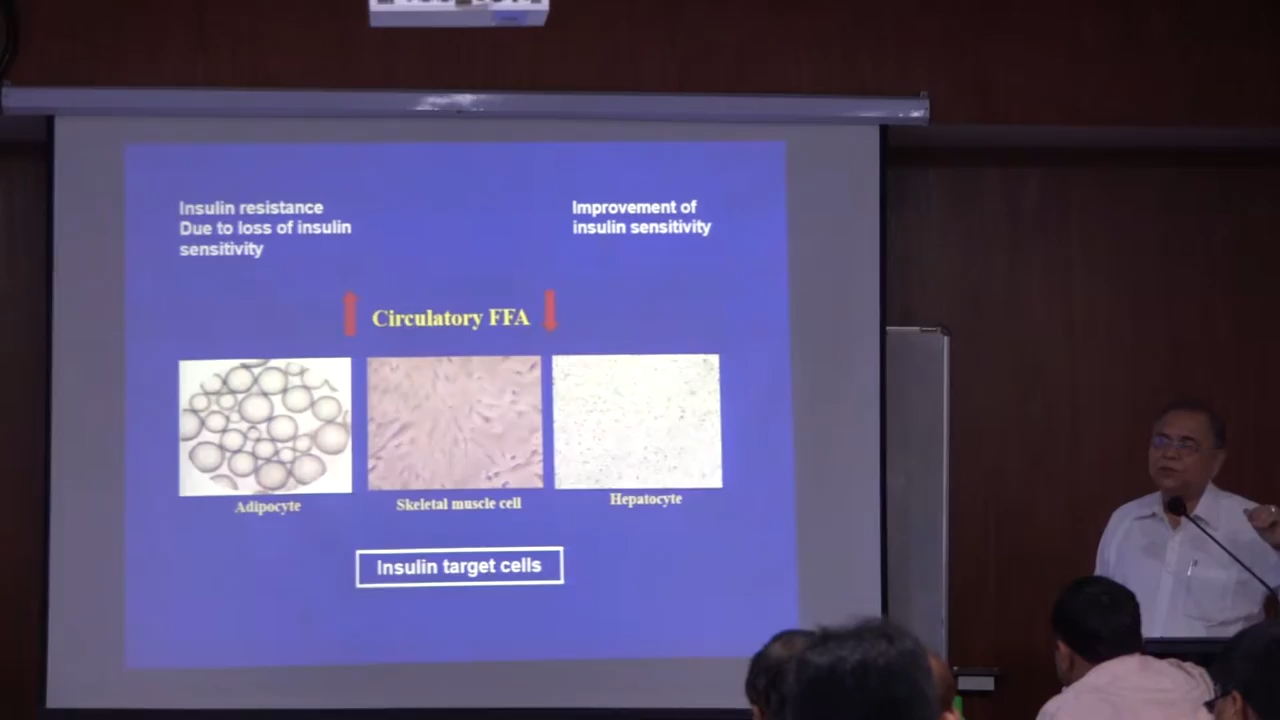 Insulin resistance
Due to loss of insulin
sensitivity
Improvement of
insulin sensitivity
Circulatory FFA
Adipocyte
Skeletal muscle cell
Hepatocyte
Insulin target cells